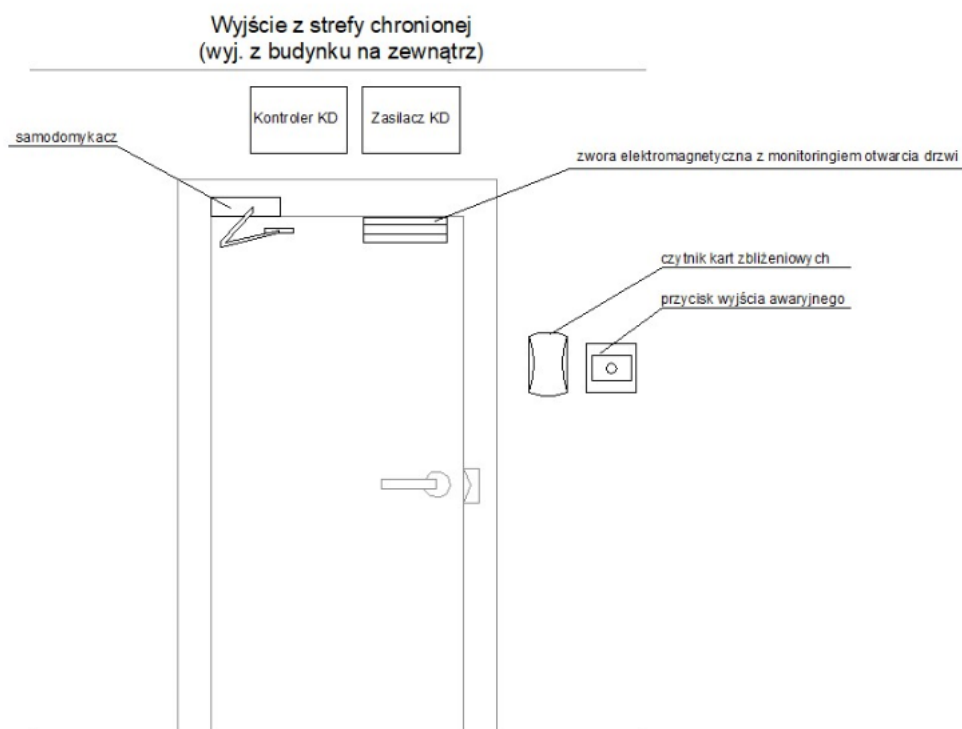 Wyjście z strefy chronionej
(wyj. z budynku na zewnątrz)
Kontroler KD
Zasilacz KD
samodomykacz
zwora elektromagnetyczna z monitoringiem otwarcia drzwi
czytnik kart zbliżeniowych
przycisk wyjścia awaryjnego